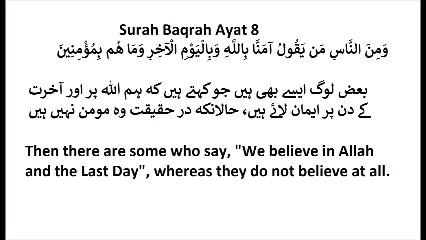 Surah Baqrah Ayat 8
وَمِنَ النَّاسِ مَن يَقُولُ آمَنَّا بِاللَّهِ وَبِالْيَوْمِ الْآخِرِ وَمَا هُم بِمُؤْمِنِينَ
بعض لوگ ایسے بھی ہیں جو کہتے ہیں کہ ہم اللہ پر اور آخرت
کے دن پر ایمان لائے ہیں، حالانکہ در حقیقت وہ مومن نہیں ہیں
Then there are some who say, "We believe in Allah
and the Last Day", whereas they do not believe at all.